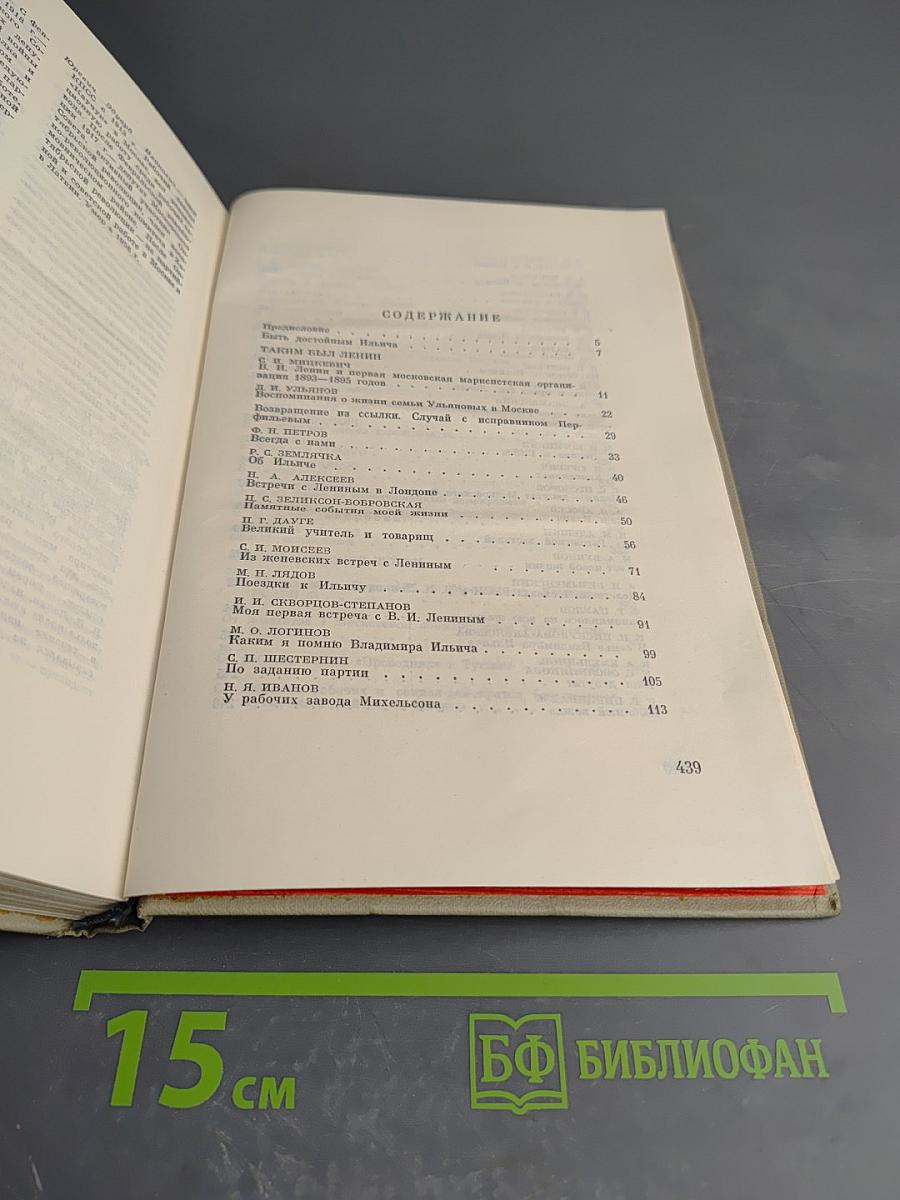 СОДЕРЖАНИЕ
Предисловие . . . . . . . . . . . . 5
Быть достойным Ильича . . . . . . . . . . 7
ТАКИМ БЫЛ ЛЕНИН
С. И. МИЦКЕВИЧ
В. И. Ленин и первая московская марксистская органи-
зация 1893—1895 годов . . . . . . . . . . 11
Д. И. УЛЬЯНОВ
Воспоминания о жизни семьи Ульяновых в Москве . . . 22
Возвращение из ссылки. Случай с исправником Пер-
фильевым . . . . . . . . . . . . 29
Ф. Н. ПЕТРОВ
Всегда с нами . . . . . . . . . . . . 33
Р. С. ЗЕМЛЯЧКА
Об Ильиче . . . . . . . . . . . . 40
Н. А. АЛЕКСЕЕВ
Встречи с Лениным в Лондоне . . . . . . . . 46
Ц. С. ЗЕЛИКСОН-БОБРОВСКАЯ
Памятные события моей жизни . . . . . . . . 50
П. Г. ДАУГЕ
Великий учитель и товарищ . . . . . . . . . 56
С. И. МОИСЕЕВ
Из женевских встреч с Лениным . . . . . . . . 71
М. Н. ЛЯДОВ
Поездки к Ильичу . . . . . . . . . . . . 84
И. И. СКВОРЦОВ-СТЕПАНОВ
Моя первая встреча с В. И. Лениным . . . . . . . 91
М. О. ЛОГИНОВ
Каким я помню Владимира Ильича . . . . . . . . 99
С. П. ШЕСТЕРНИН
По заданию партии . . . . . . . . . . . . 105
Н. Я. ИВАНОВ
У рабочих завода Михельсона . . . . . . . . . 113
439
15 см
БФ БИБЛИОФАН